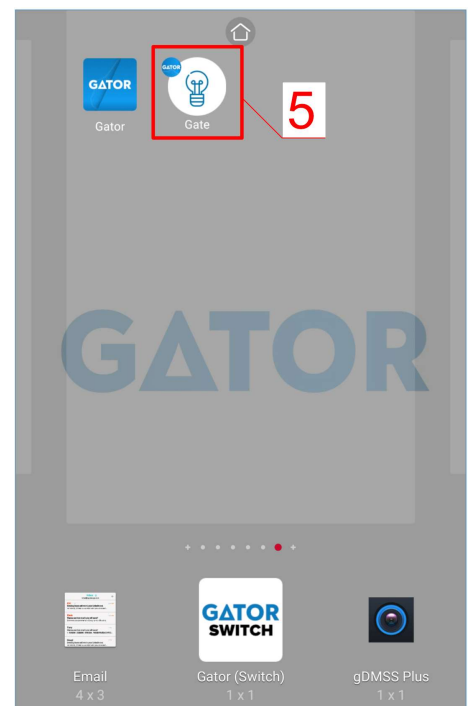 GATOR
GATOR
Gator
Gate
5
GATOR
GATOR
SWITCH
Email
4 x 3
Gator (Switch)
1 x 1
gDMSS Plus
1 x 1